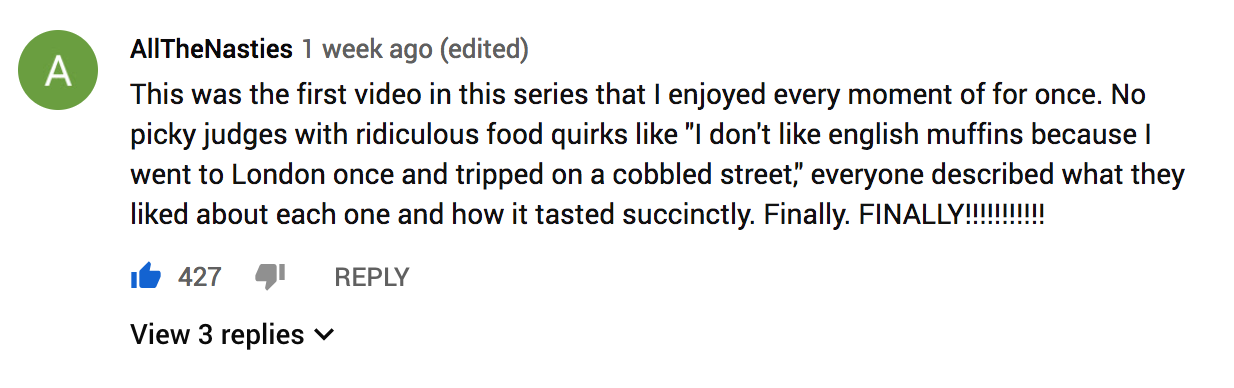 A
AllTheNasties 1 week ago (edited)
This was the first video in this series that I enjoyed every moment of for once. No
picky judges with ridiculous food quirks like "I don't like english muffins because I
went to London once and tripped on a cobbled street," everyone described what they
liked about each one and how it tasted succinctly. Finally. FINALLY!!!!!!!!!!!
427 REPLY
View 3 replies